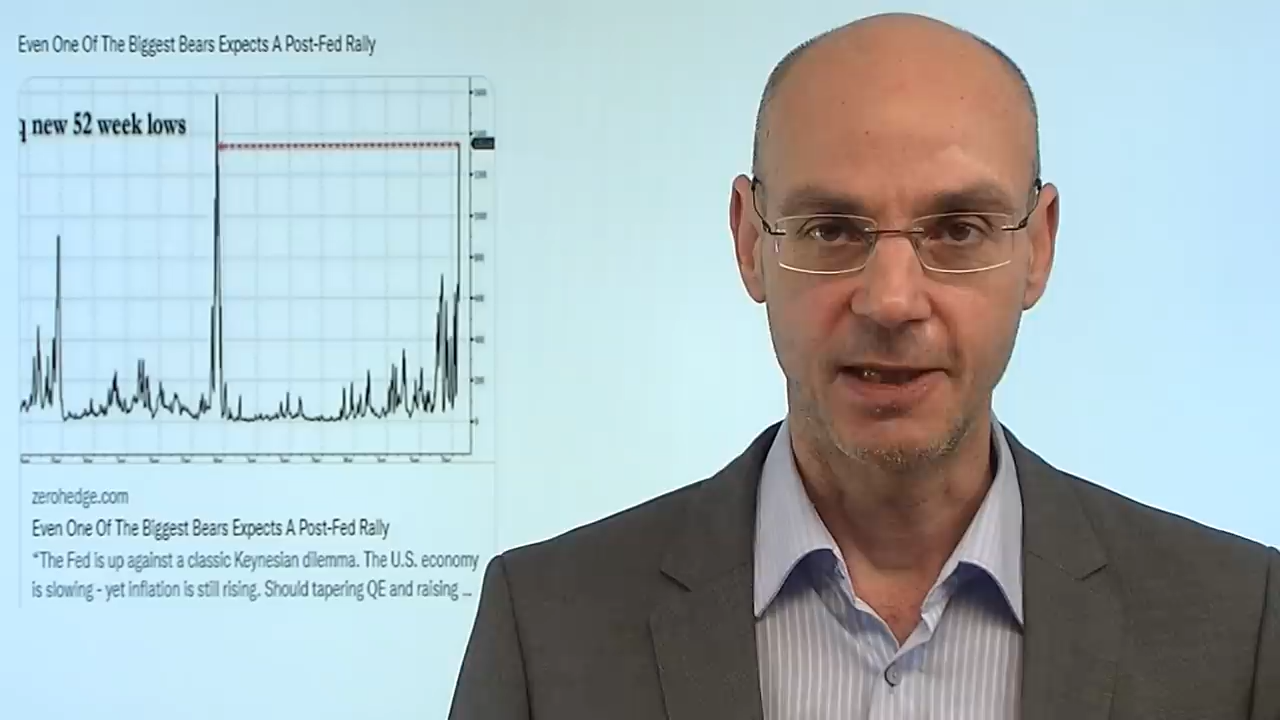 Even One Of The Biggest Bears Expects A Post-Fed Rally
q new 52 week lows
zerohedge.com
Even One Of The Biggest Bears Expects A Post-Fed Rally
“The Fed is up against a classic Keynesian dilemma. The U.S. economy
is slowing - yet inflation is still rising. Should tapering QE and raising ...